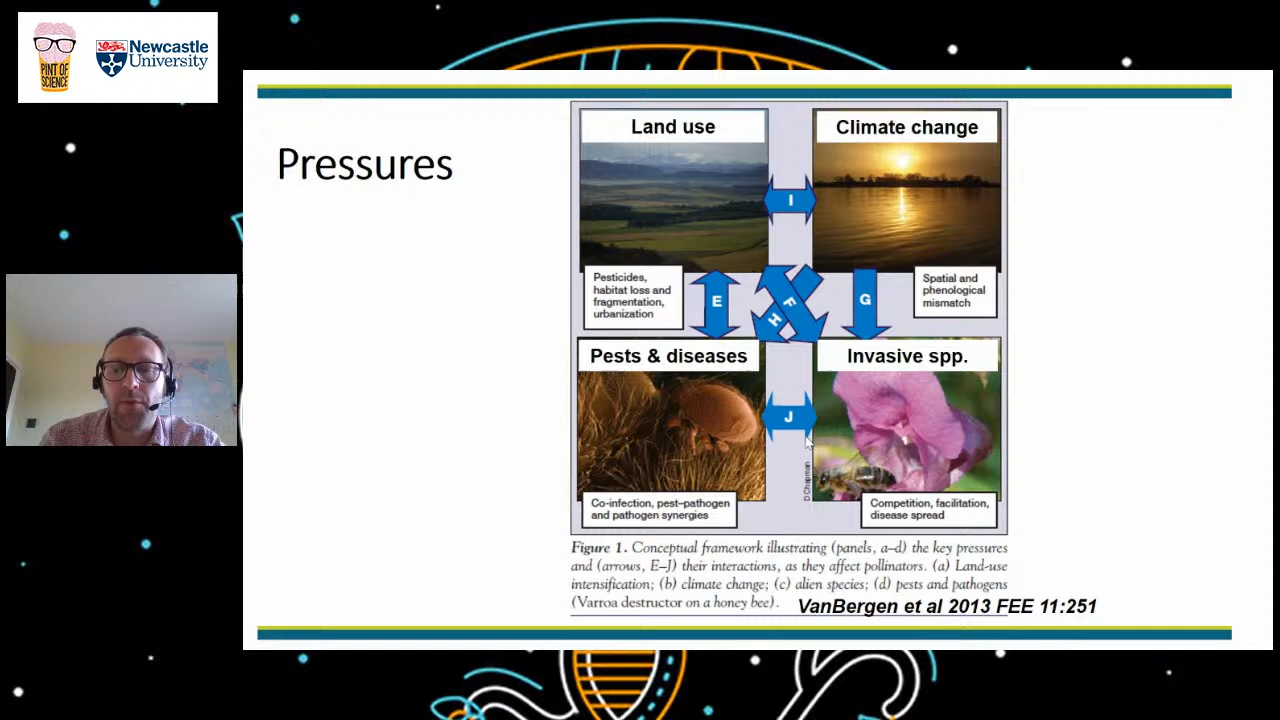 PINT OF
SCIENCE
Newcastle
University
Pressures
Land use
Climate change
I
Pesticides,
habitat loss and
fragmentation,
urbanization
E
F
H
G
Spatial and
phenological
mismatch
Pests & diseases
Invasive spp.
J
D Chapman
Co-infection, pest–pathogen
and pathogen synergies
Competition, facilitation,
disease spread
Figure 1. Conceptual framework illustrating (panels, a–d) the key pressures
and (arrows, E–J) their interactions, as they affect pollinators. (a) Land-use
intensification; (b) climate change; (c) alien species; (d) pests and pathogens
(Varroa destructor on a honey bee).
VanBergen et al 2013 FEE 11:251